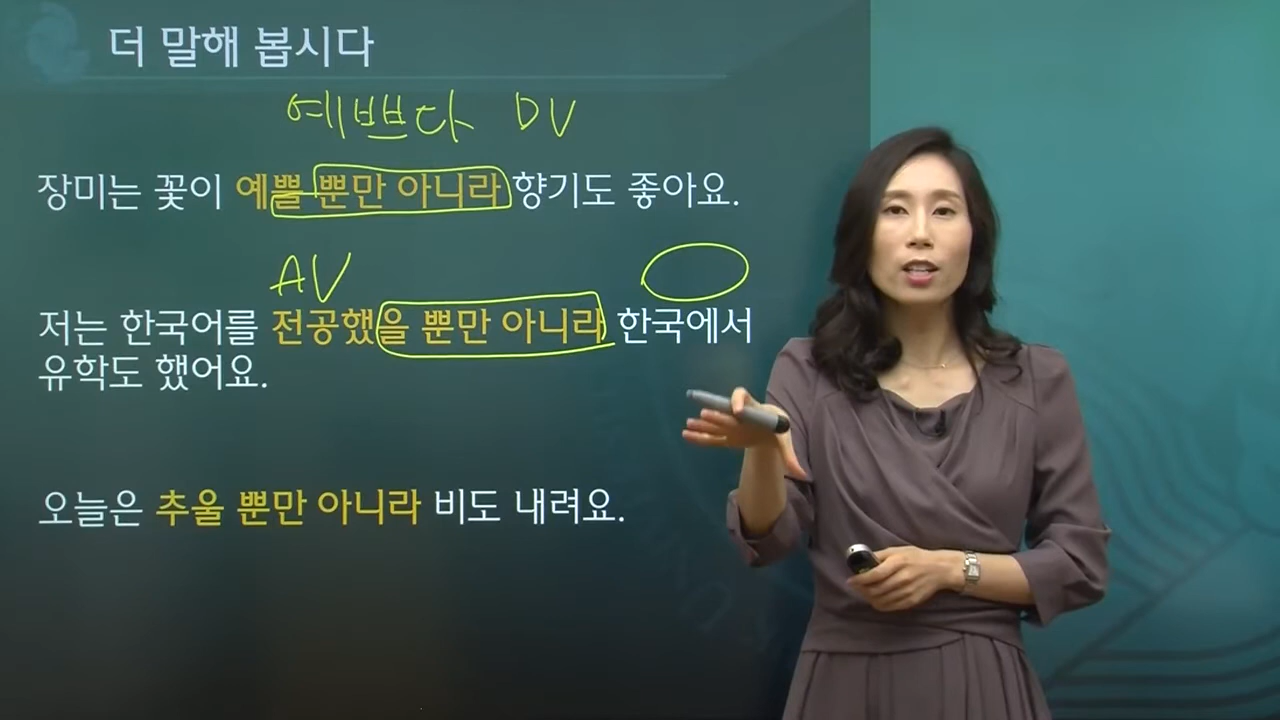 더 말해 봅시다
예쁘다 DV
장미는 꽃이 예쁠 뿐만 아니라 향기도 좋아요.
AV
저는 한국어를 전공했을 뿐만 아니라 한국에서
유학도 했어요.
오늘은 추울 뿐만 아니라 비도 내려요.